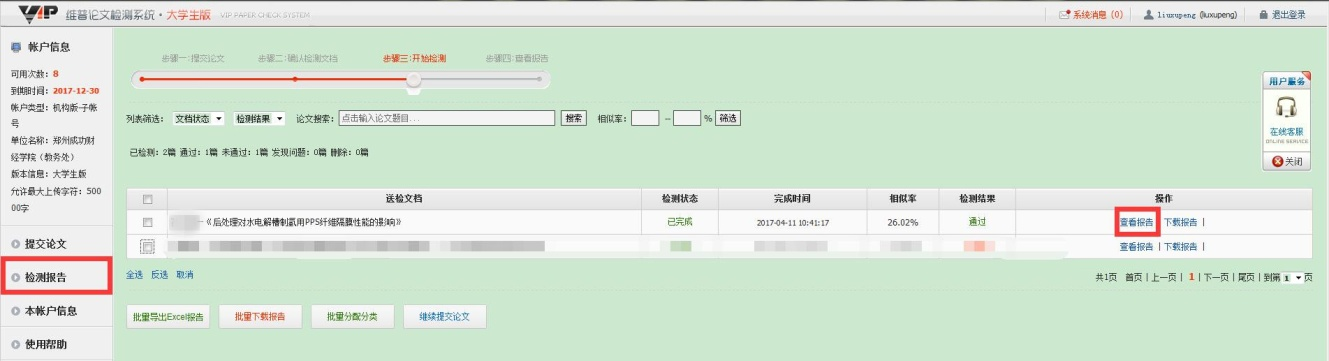 VIP 维普论文检测系统·大学生版 VIP PAPER CHECK SYSTEM
系统消息 (0) liuxupeng (liuxupeng) 退出登录
帐户信息
可用次数: 8
到期时间: 2017-12-30
帐户类型: 机构版-子帐
号
单位名称: 郑州成功财
经学院 (教务处)
版本信息: 大学生版
允许最大上传字符: 500
00字
提交论文
检测报告
本帐户信息
使用帮助
步骤一:提交论文 步骤二:确认检测文档 步骤三:开始检测 步骤四:查看报告
列表筛选: 文档状态 检测结果 论文搜索: 点击输入论文题目... 搜索 相似率: - % 筛选
已检测: 2篇 通过: 1篇 未通过: 1篇 发现问题: 0篇 删除: 0篇
送检文档 检测状态 完成时间 相似率 检测结果 操作
-《后处理对水电解槽制氢用PPS纤维隔膜性能的影响》 已完成 2017-04-11 10:41:17 26.02% 通过 查看报告 | 下载报告 |
查看报告 | 下载报告 |
全选 反选 取消
共1页 首页 | 上一页 | 1 | 下一页 | 尾页 | 到第 1 页
批量导出Excel报告 批量下载报告 批量分配分类 继续提交论文
用户服务
在线客服
ONLINE SERVICE
关闭